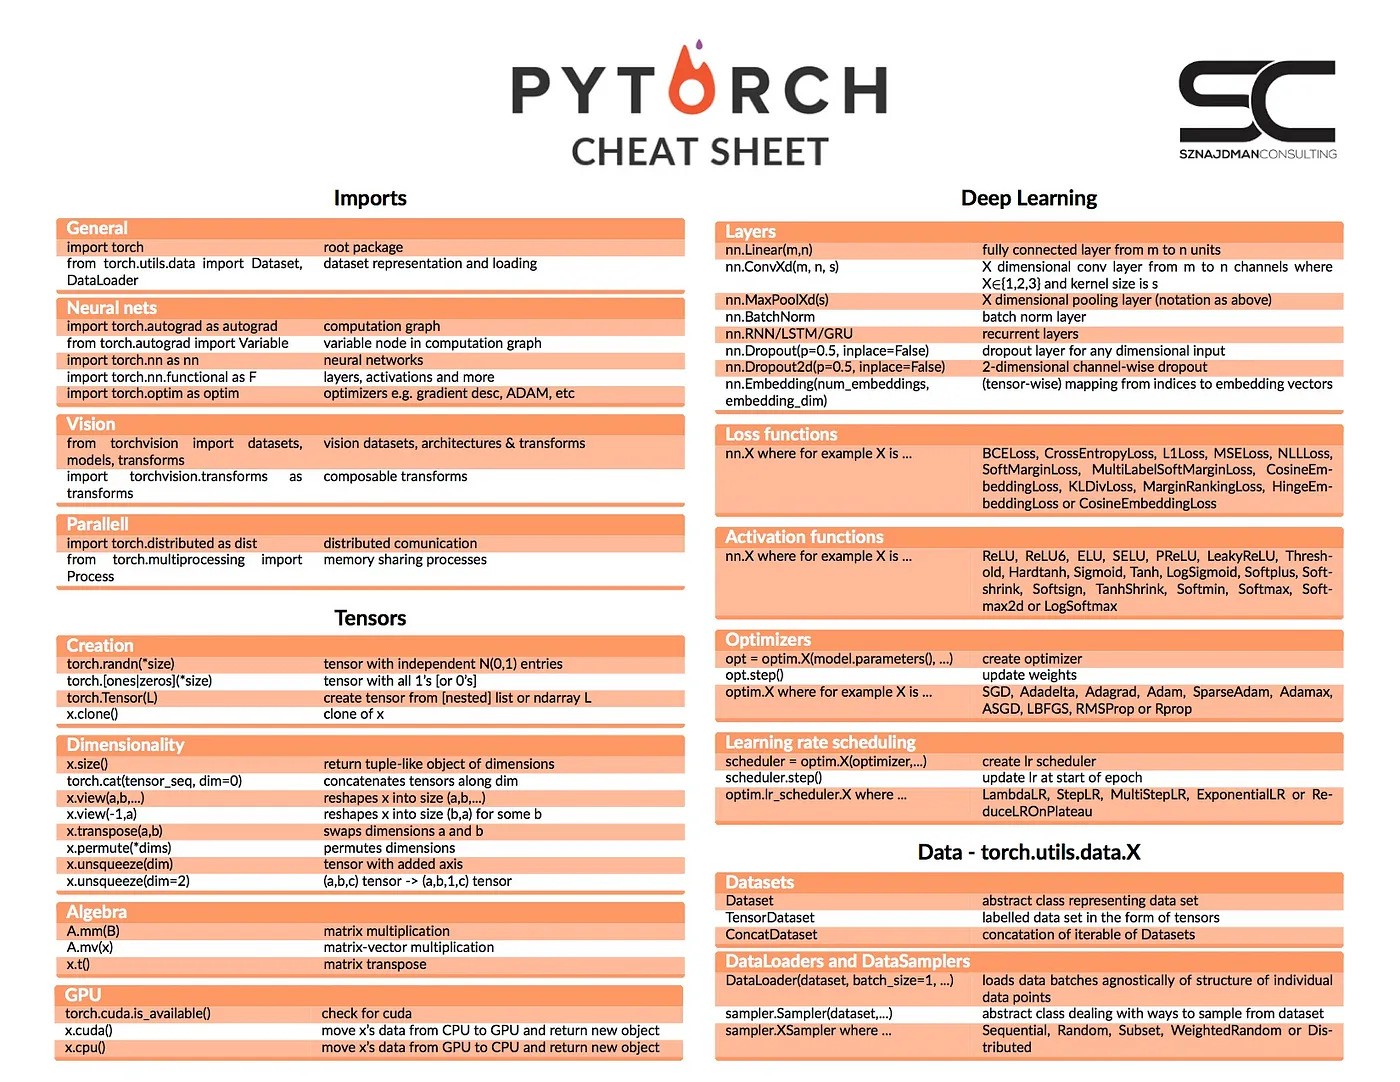 PYTORCH
CHEAT SHEET
SC
SZNAJDMANCONSULTING
Imports
General
import torch root package
from torch.utils.data import Dataset, dataset representation and loading
DataLoader
Neural nets
import torch.autograd as autograd computation graph
from torch.autograd import Variable variable node in computation graph
import torch.nn as nn neural networks
import torch.nn.functional as F layers, activations and more
import torch.optim as optim optimizers e.g. gradient desc, ADAM, etc
Vision
from torchvision import datasets, vision datasets, architectures & transforms
models, transforms
import torchvision.transforms as composable transforms
transforms
Parallell
import torch.distributed as dist distributed comunication
from torch.multiprocessing import memory sharing processes
Process
Tensors
Creation
torch.randn(*size) tensor with independent N(0,1) entries
torch.[ones|zeros](*size) tensor with all 1's [or 0's]
torch.Tensor(L) create tensor from [nested] list or ndarray L
x.clone() clone of x
Dimensionality
x.size() return tuple-like object of dimensions
torch.cat(tensor_seq, dim=0) concatenates tensors along dim
x.view(a,b,...) reshapes x into size (a,b,...)
x.view(-1,a) reshapes x into size (b,a) for some b
x.transpose(a,b) swaps dimensions a and b
x.permute(*dims) permutes dimensions
x.unsqueeze(dim) tensor with added axis
x.unsqueeze(dim=2) (a,b,c) tensor -> (a,b,1,c) tensor
Algebra
A.mm(B) matrix multiplication
A.mv(x) matrix-vector multiplication
x.t() matrix transpose
GPU
torch.cuda.is_available() check for cuda
x.cuda() move x's data from CPU to GPU and return new object
x.cpu() move x's data from GPU to CPU and return new object
Deep Learning
Layers
nn.Linear(m,n) fully connected layer from m to n units
nn.ConvXd(m, n, s) X dimensional conv layer from m to n channels where
X∈{1,2,3} and kernel size is s
nn.MaxPoolXd(s) X dimensional pooling layer (notation as above)
nn.BatchNorm batch norm layer
nn.RNN/LSTM/GRU recurrent layers
nn.Dropout(p=0.5, inplace=False) dropout layer for any dimensional input
nn.Dropout2d(p=0.5, inplace=False) 2-dimensional channel-wise dropout
nn.Embedding(num_embeddings, (tensor-wise) mapping from indices to embedding vectors
embedding_dim)
Loss functions
nn.X where for example X is ... BCELoss, CrossEntropyLoss, L1Loss, MSELoss, NLLLoss,
SoftMarginLoss, MultiLabelSoftMarginLoss, CosineEm-
beddingLoss, KLDivLoss, MarginRankingLoss, HingeEm-
beddingLoss or CosineEmbeddingLoss
Activation functions
nn.X where for example X is ... ReLU, ReLU6, ELU, SELU, PReLU, LeakyReLU, Thresh-
old, Hardtanh, Sigmoid, Tanh, LogSigmoid, Softplus, Soft-
shrink, Softsign, TanhShrink, Softmin, Softmax, Soft-
max2d or LogSoftmax
Optimizers
opt = optim.X(model.parameters(), ...) create optimizer
opt.step() update weights
optim.X where for example X is ... SGD, Adadelta, Adagrad, Adam, SparseAdam, Adamax,
ASGD, LBFGS, RMSProp or Rprop
Learning rate scheduling
scheduler = optim.X(optimizer,...) create lr scheduler
scheduler.step() update lr at start of epoch
optim.lr_scheduler.X where ... LambdaLR, StepLR, MultiStepLR, ExponentialLR or Re-
duceLROnPlateau
Data - torch.utils.data.X
Datasets
Dataset abstract class representing data set
TensorDataset labelled data set in the form of tensors
ConcatDataset concatation of iterable of Datasets
DataLoaders and DataSamplers
DataLoader(dataset, batch_size=1, ...) loads data batches agnostically of structure of individual
data points
sampler.Sampler(dataset,...) abstract class dealing with ways to sample from dataset
sampler.XSampler where ... Sequential, Random, Subset, WeightedRandom or Dis-
tributed